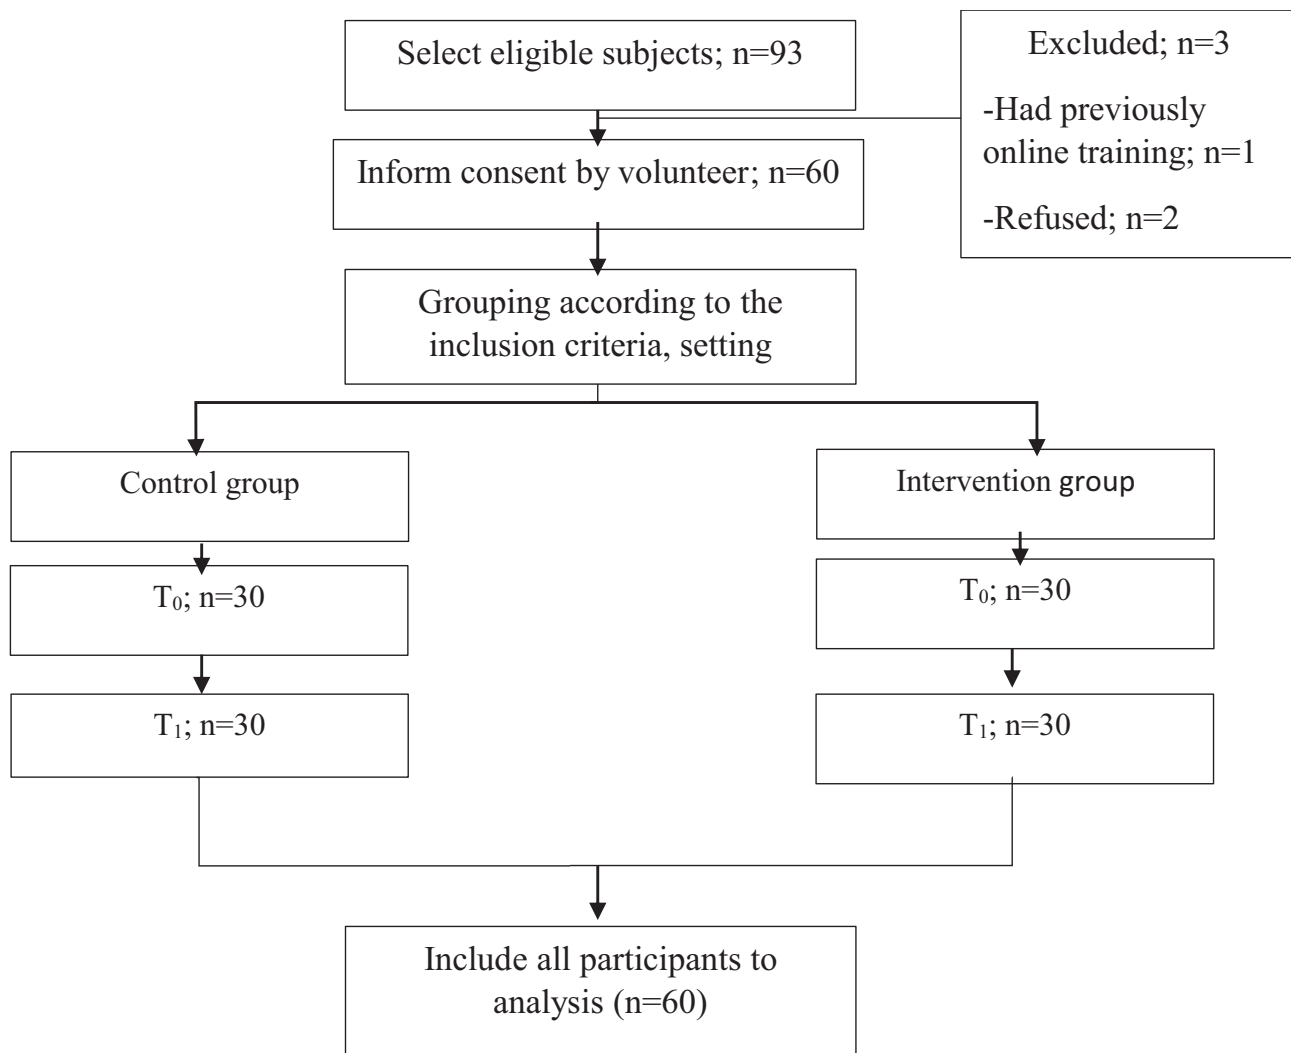 Select eligible subjects; n=93
Excluded; n=3
-Had previously
online training; n=1
-Refused; n=2
Inform consent by volunteer; n=60
Grouping according to the
inclusion criteria, setting
Control group
Intervention group
T₀; n=30
T₀; n=30
T₁; n=30
T₁; n=30
Include all participants to
analysis (n=60)